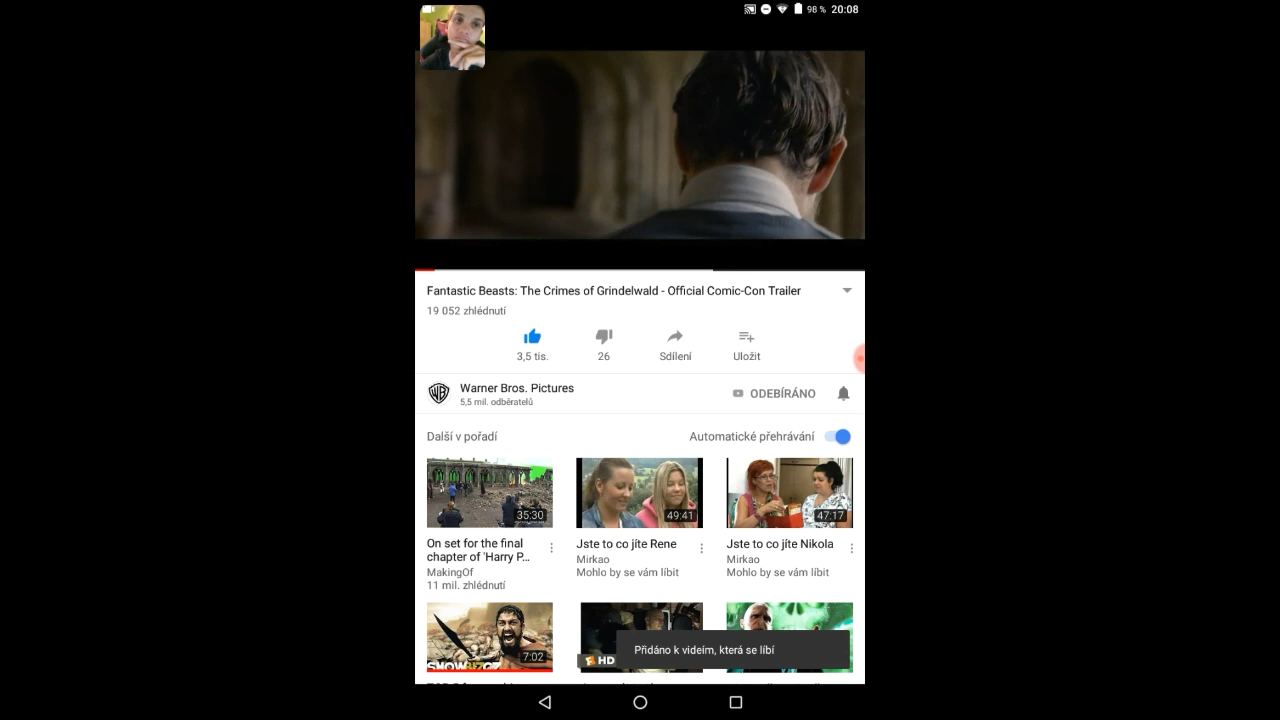 98 % 20:08
Fantastic Beasts: The Crimes of Grindelwald - Official Comic-Con Trailer
19 052 zhlédnutí
3,5 tis. 26 Sdílení Uložit
WB Warner Bros. Pictures
5,5 mil. odběratelů
ODEBÍRÁNO
Další v pořadí Automatické přehrávání
35:30 49:41 47:17
On set for the final
chapter of 'Harry P...
MakingOf
11 mil. zhlédnutí
Jste to co jíte Rene
Mirkao
Mohlo by se vám líbit
Jste to co jíte Nikola
Mirkao
Mohlo by se vám líbit
7:02
HD
Přidáno k videím, která se líbí